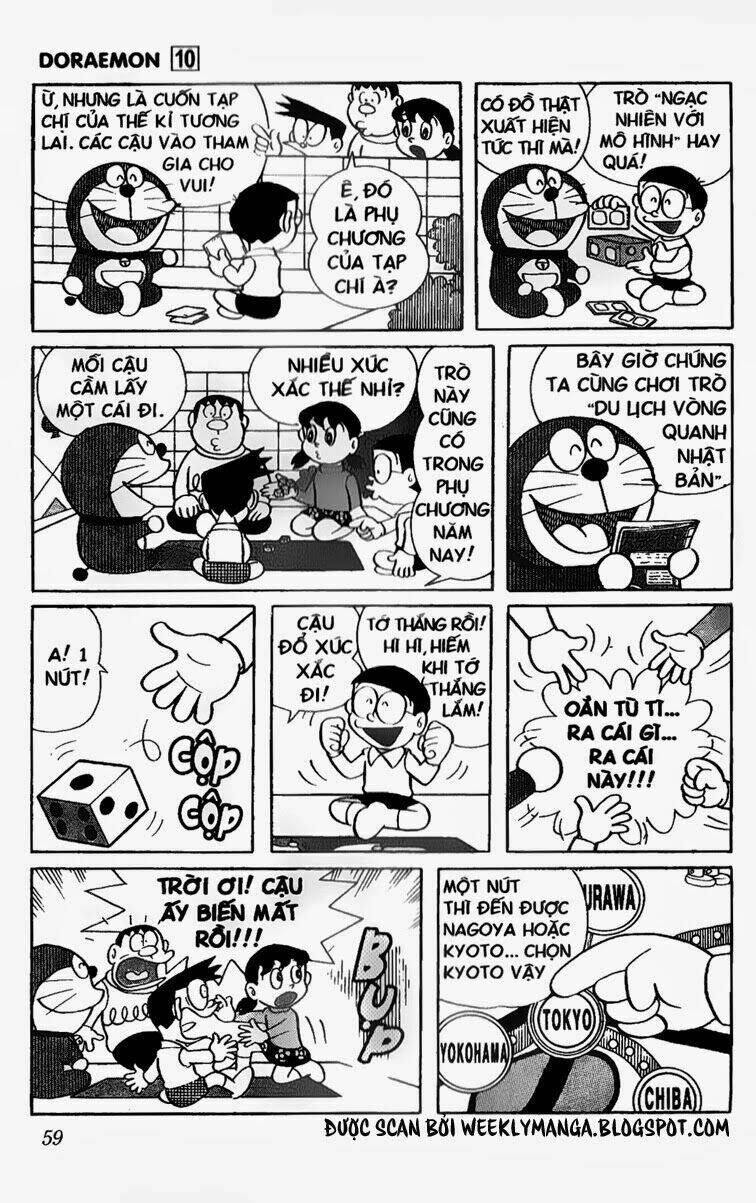 DORAEMON 10
TRÒ "NGẠC
NHIÊN VỚI
MÔ HÌNH" HAY
QUÁ!
CÓ ĐỒ THẬT
XUẤT HIỆN
TỨC THÌ MÀ!
Ê, ĐÓ
LÀ PHỤ
CHƯƠNG
CỦA TẠP
CHÍ À?
Ừ, NHƯNG LÀ CUỐN TẠP
CHÍ CỦA THẾ KỈ TƯƠNG
LAI. CÁC CẬU VÀO THAM
GIA CHO
VUI!
BÂY GIỜ CHÚNG
TA CÙNG CHƠI TRÒ
"DU LỊCH VÒNG
QUANH
NHẬT
BẢN".
TRÒ
NÀY
CŨNG
CÓ
TRONG
PHỤ
CHƯƠNG
NĂM
NAY!
NHIỀU XÚC
XẮC THẾ NHỈ?
MỖI CẬU
CẦM LẤY
MỘT CÁI ĐI.
OẲN TÙ TÌ...
RA CÁI GÌ...
RA CÁI
NÀY!!!
TỚ THẮNG RỒI!
HÌ HÌ, HIẾM
KHI TỚ
THẮNG
LẮM!
CẬU
ĐỔ XÚC
XẮC
ĐI!
A! 1
NÚT!
CỘP
CỘP
MỘT NÚT
THÌ ĐẾN ĐƯỢC
NAGOYA HOẶC
KYOTO... CHỌN
KYOTO VẬY
URAWA
TOKYO
YOKOHAMA
CHIBA
TRỜI ƠI! CẬU
ẤY BIẾN MẤT
RỒI!!!
BỤP
59
ĐƯỢC SCAN BỞI WEEKLYMANGA.BLOGSPOT.COM